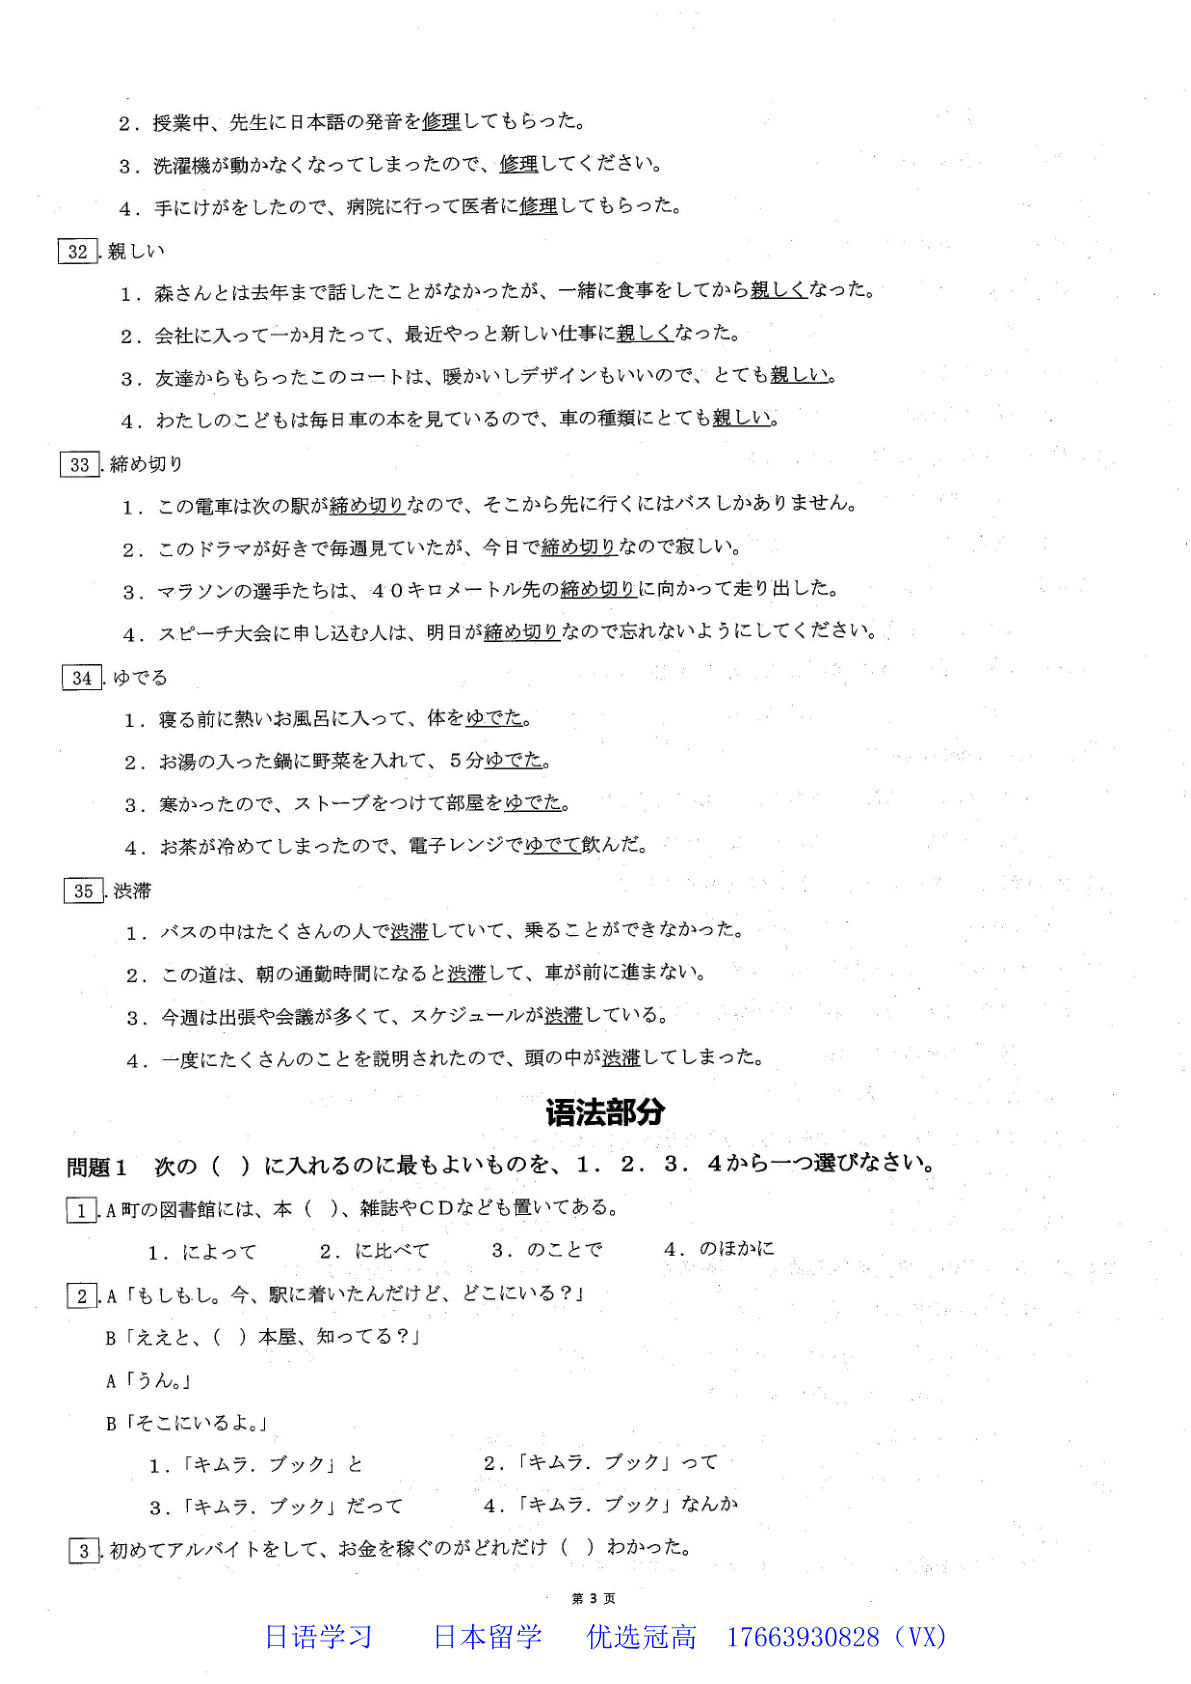 2．授業中、先生に日本語の発音を修理してもらった。
3．洗濯機が動かなくなってしまったので、修理してください。
4．手にけがをしたので、病院に行って医者に修理してもらった。
32.親しい
1．森さんとは去年まで話したことがなかったが、一緒に食事をしてから親しくなった。
2．会社に入って一か月たって、最近やっと新しい仕事に親しくなった。
3．友達からもらったこのコートは、暖かいしデザインもいいので、とても親しい。
4．わたしのこどもは毎日車の本を見ているので、車の種類にとても親しい。
33.締め切り
1．この電車は次の駅が締め切りなので、そこから先に行くにはバスしかありません。
2．このドラマが好きで毎週見ていたが、今日で締め切りなので寂しい。
3．マラソンの選手たちは、４０キロメートル先の締め切りに向かって走り出した。
4．スピーチ大会に申し込む人は、明日が締め切りなので忘れないようにしてください。
34.ゆでる
1．寝る前に熱いお風呂に入って、体をゆでた。
2．お湯の入った鍋に野菜を入れて、５分ゆでた。
3．寒かったので、ストーブをつけて部屋をゆでた。
4．お茶が冷めてしまったので、電子レンジでゆでて飲んだ。
35.渋滞
1．バスの中はたくさんの人で渋滞していて、乗ることができなかった。
2．この道は、朝の通勤時間になると渋滞して、車が前に進まない。
3．今週は出張や会議が多くて、スケジュールが渋滞している。
4．一度にたくさんのことを説明されたので、頭の中が渋滞してしまった。
语法部分
問題１　次の（　）に入れるのに最もよいものを、１．２．３．４から一つ選びなさい。
1.A町の図書館には、本（　）、雑誌やＣＤなども置いてある。
1．によって　2．に比べて　3．のことで　4．のほかに
2.A「もしもし。今、駅に着いたんだけど、どこにいる？」
B「ええと、（　）本屋、知ってる？」
A「うん。」
B「そこにいるよ。」
1.「キムラ．ブック」と　2.「キムラ．ブック」って
3.「キムラ．ブック」だって　4.「キムラ．ブック」なんか
3.初めてアルバイトをして、お金を稼ぐのがどれだけ（　）わかった。
第 3 页
日语学习　日本留学　优选冠高　17663930828（VX)